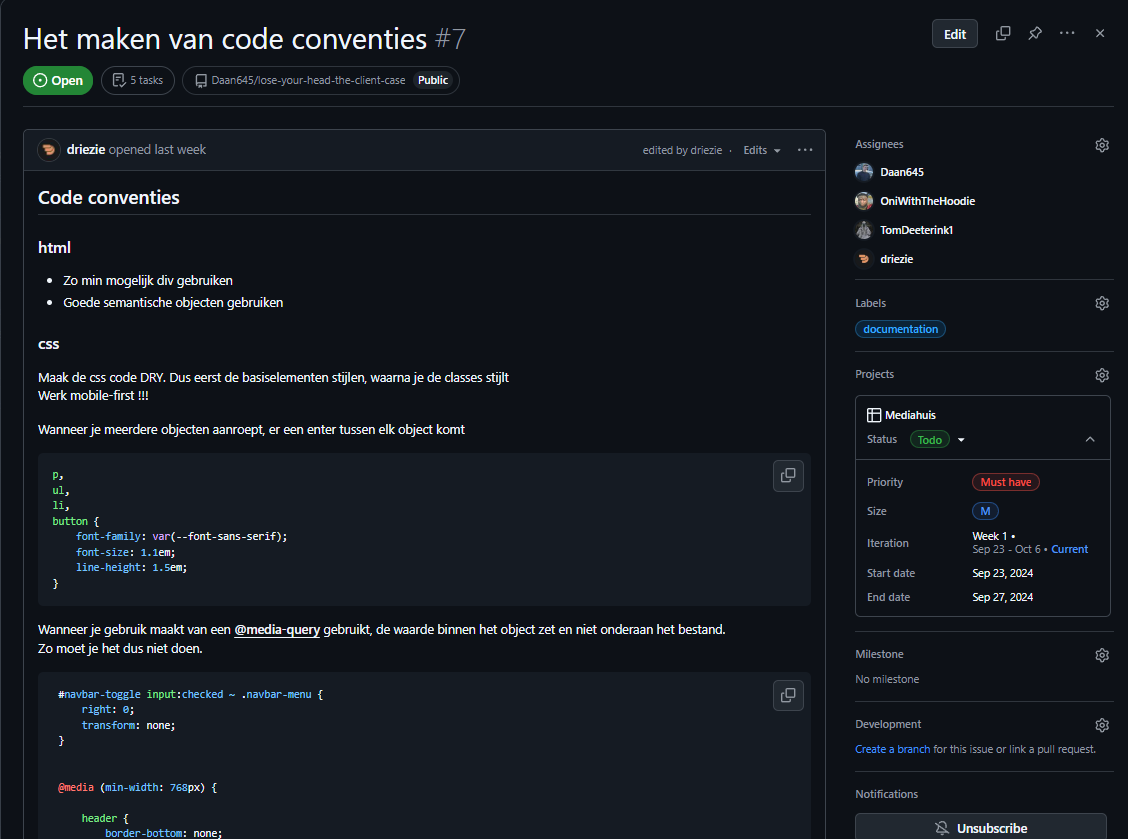 Het maken van code conventies #7
Edit
Open
5 tasks
Daan645/lose-your-head-the-client-case
Public
driezie opened last week
edited by driezie · Edits
Code conventies
html
Zo min mogelijk div gebruiken
Goede semantische objecten gebruiken
css
Maak de css code DRY. Dus eerst de basiselementen stijlen, waarna je de classes stijlt
Werk mobile-first !!!
Wanneer je meerdere objecten aanroept, er een enter tussen elk object komt
p,
ul,
li,
button {
font-family: var(--font-sans-serif);
font-size: 1.1em;
line-height: 1.5em;
}
Wanneer je gebruik maakt van een @media-query gebruikt, de waarde binnen het object zet en niet onderaan het bestand.
Zo moet je het dus niet doen.
#navbar-toggle input:checked ~ .navbar-menu {
right: 0;
transform: none;
}
@media (min-width: 768px) {
header {
border-bottom: none;
Assignees
Daan645
OniWithTheHoodie
TomDeeterink1
driezie
Labels
documentation
Projects
Mediahuis
Status Todo
Priority Must have
Size M
Iteration Week 1 •
Sep 23 - Oct 6 • Current
Start date Sep 23, 2024
End date Sep 27, 2024
Milestone
No milestone
Development
Create a branch for this issue or link a pull request.
Notifications
Unsubscribe